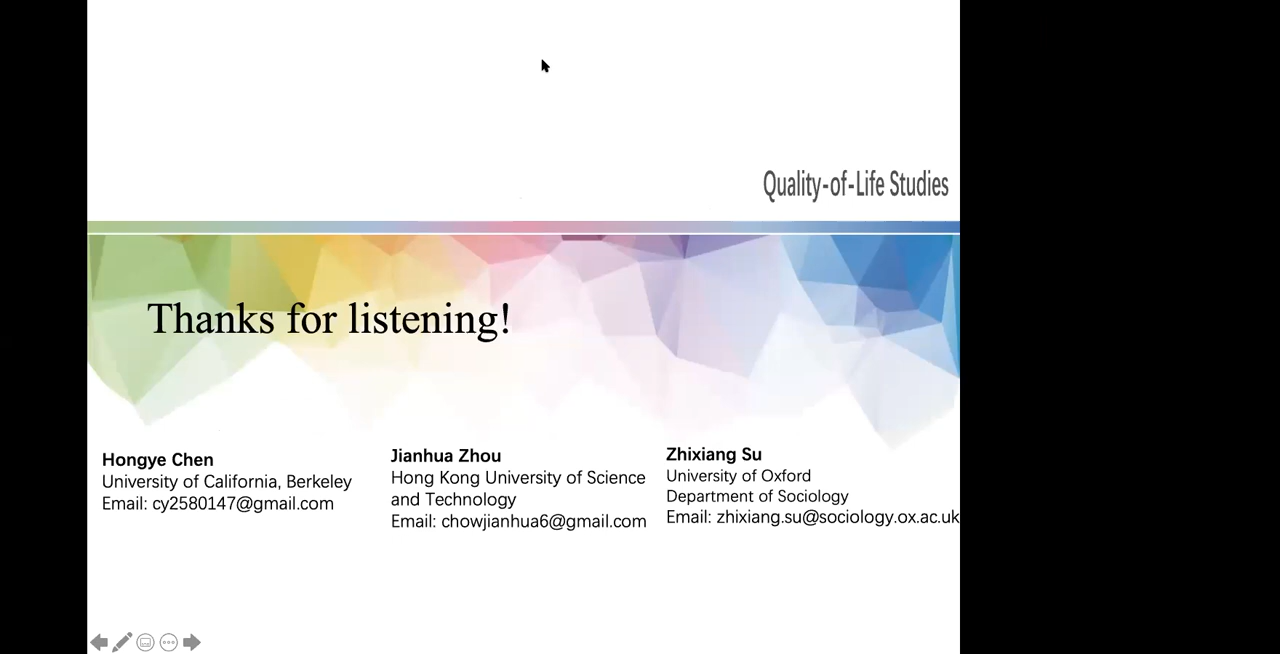 Quality-of-Life Studies
Thanks for listening!
Hongye Chen
University of California, Berkeley
Email: cy2580147@gmail.com
Jianhua Zhou
Hong Kong University of Science
and Technology
Email: chowjianhua6@gmail.com
Zhixiang Su
University of Oxford
Department of Sociology
Email: zhixiang.su@sociology.ox.ac.uk